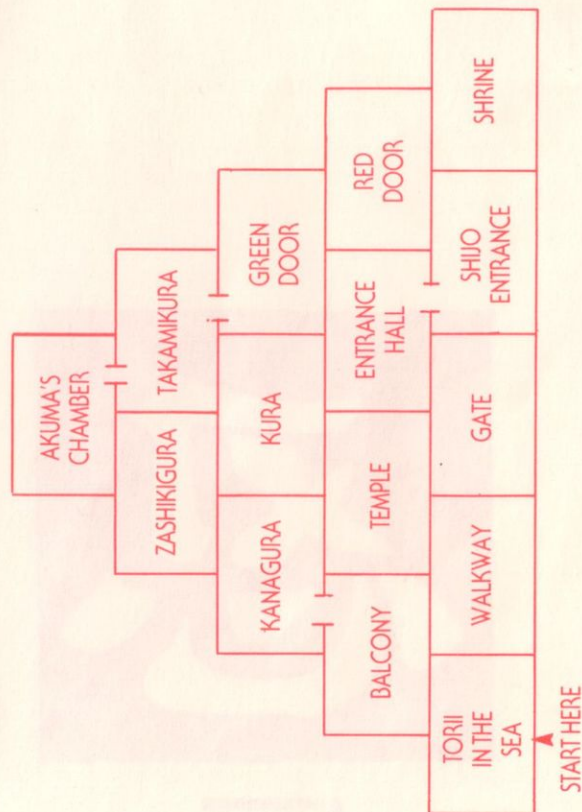 AKUMA'S
CHAMBER
ZASHIKIGURA
TAKAMIKURA
KANAGURA
KURA
GREEN
DOOR
BALCONY
TEMPLE
ENTRANCE
HALL
RED
DOOR
TORII
IN THE
SEA
WALKWAY
GATE
SHIJO
ENTRANCE
SHRINE
START HERE